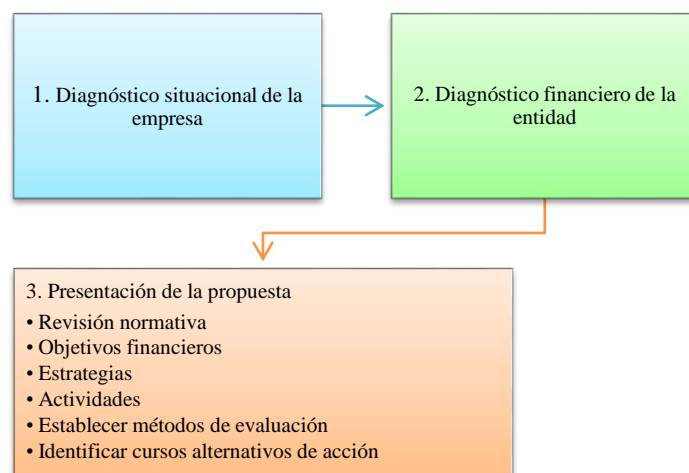 1. Diagnóstico situacional de la
empresa
2. Diagnóstico financiero de la
entidad
3. Presentación de la propuesta
• Revisión normativa
• Objetivos financieros
• Estrategias
• Actividades
• Establecer métodos de evaluación
• Identificar cursos alternativos de acción